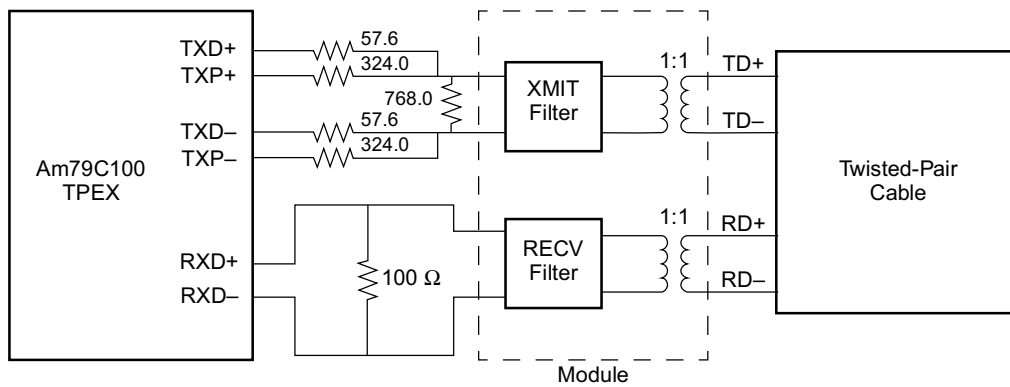 TXD+
TXP+
TXD–
TXP–
Am79C100
TPEX
RXD+
RXD–
57.6
324.0
768.0
57.6
324.0
100 Ω
XMIT
Filter
1:1
TD+
TD–
RECV
Filter
1:1
RD+
RD–
Twisted-Pair
Cable
Module